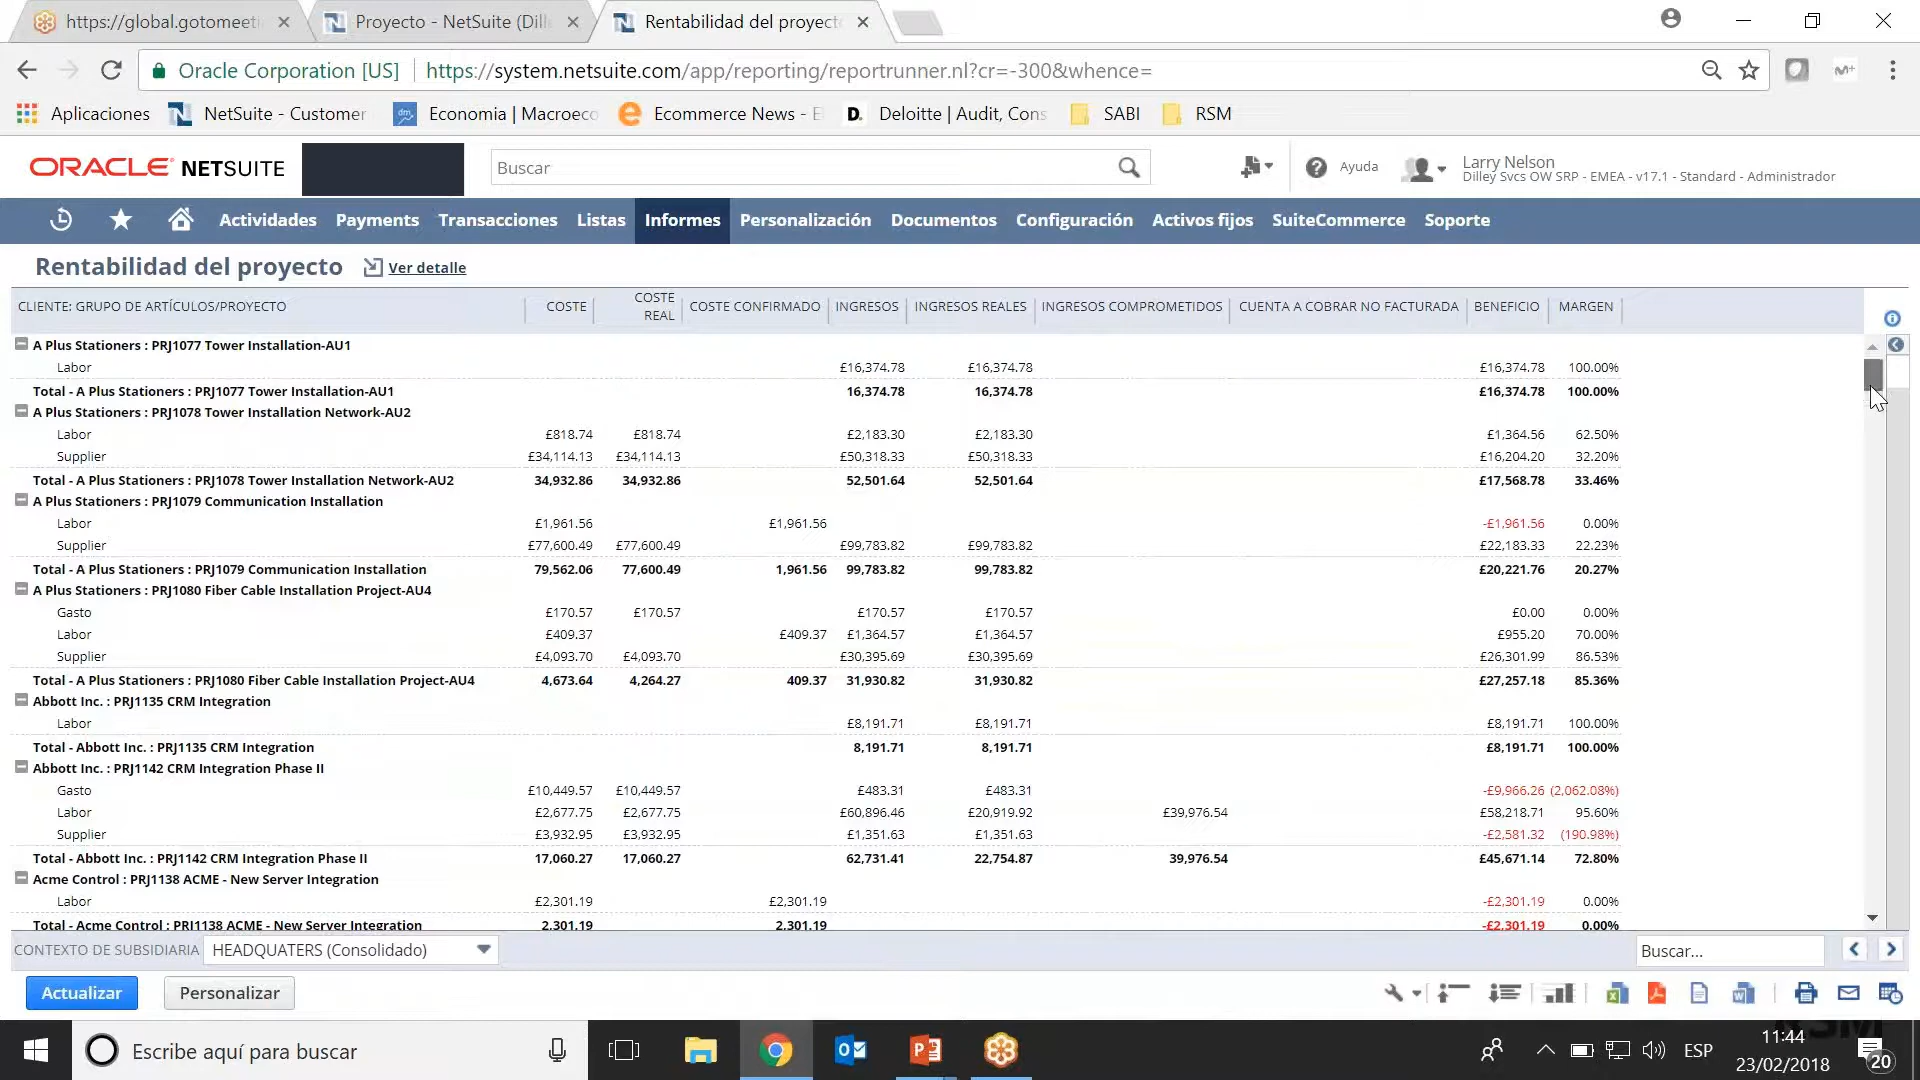 https://global.gotomeeti
Proyecto - NetSuite (Dill
Rentabilidad del proyect
Oracle Corporation [US] https://system.netsuite.com/app/reporting/reportrunner.nl?cr=-300&whence=
Aplicaciones NetSuite - Customer Economia | Macroeco Ecommerce News - E Deloitte | Audit, Cons SABI RSM
ORACLE NETSUITE Buscar Ayuda Larry Nelson
Dilley Svcs OW SRP - EMEA - v17.1 - Standard - Administrador
Actividades Payments Transacciones Listas Informes Personalización Documentos Configuración Activos fijos SuiteCommerce Soporte
Rentabilidad del proyecto Ver detalle
CLIENTE: GRUPO DE ARTÍCULOS/PROYECTO COSTE COSTE REAL COSTE CONFIRMADO INGRESOS INGRESOS REALES INGRESOS COMPROMETIDOS CUENTA A COBRAR NO FACTURADA BENEFICIO MARGEN
A Plus Stationers : PRJ1077 Tower Installation-AU1
Labor £16,374.78 £16,374.78 £16,374.78 100.00%
Total - A Plus Stationers : PRJ1077 Tower Installation-AU1 16,374.78 16,374.78 £16,374.78 100.00%
A Plus Stationers : PRJ1078 Tower Installation Network-AU2
Labor £818.74 £818.74 £2,183.30 £2,183.30 £1,364.56 62.50%
Supplier £34,114.13 £34,114.13 £50,318.33 £50,318.33 £16,204.20 32.20%
Total - A Plus Stationers : PRJ1078 Tower Installation Network-AU2 34,932.86 34,932.86 52,501.64 52,501.64 £17,568.78 33.46%
A Plus Stationers : PRJ1079 Communication Installation
Labor £1,961.56 £1,961.56 -£1,961.56 0.00%
Supplier £77,600.49 £77,600.49 £99,783.82 £99,783.82 £22,183.33 22.23%
Total - A Plus Stationers : PRJ1079 Communication Installation 79,562.06 77,600.49 1,961.56 99,783.82 99,783.82 £20,221.76 20.27%
A Plus Stationers : PRJ1080 Fiber Cable Installation Project-AU4
Gasto £170.57 £170.57 £170.57 £170.57 £0.00 0.00%
Labor £409.37 £409.37 £1,364.57 £1,364.57 £955.20 70.00%
Supplier £4,093.70 £4,093.70 £30,395.69 £30,395.69 £26,301.99 86.53%
Total - A Plus Stationers : PRJ1080 Fiber Cable Installation Project-AU4 4,673.64 4,264.27 409.37 31,930.82 31,930.82 £27,257.18 85.36%
Abbott Inc. : PRJ1135 CRM Integration
Labor £8,191.71 £8,191.71 £8,191.71 100.00%
Total - Abbott Inc. : PRJ1135 CRM Integration 8,191.71 8,191.71 £8,191.71 100.00%
Abbott Inc. : PRJ1142 CRM Integration Phase II
Gasto £10,449.57 £10,449.57 £483.31 £483.31 -£9,966.26 (2,062.08%)
Labor £2,677.75 £2,677.75 £60,896.46 £20,919.92 £39,976.54 £58,218.71 95.60%
Supplier £3,932.95 £3,932.95 £1,351.63 £1,351.63 -£2,581.32 (190.98%)
Total - Abbott Inc. : PRJ1142 CRM Integration Phase II 17,060.27 17,060.27 62,731.41 22,754.87 39,976.54 £45,671.14 72.80%
Acme Control : PRJ1138 ACME - New Server Integration
Labor £2,301.19 £2,301.19 -£2,301.19 0.00%
Total - Acme Control : PRJ1138 ACME - New Server Integration 2,301.19 2,301.19 -£2,301.19 0.00%
CONTEXTO DE SUBSIDIARIA HEADQUATERS (Consolidado) Buscar...
Actualizar Personalizar
RSM
Escribe aquí para buscar ESP 11:44
23/02/2018 20